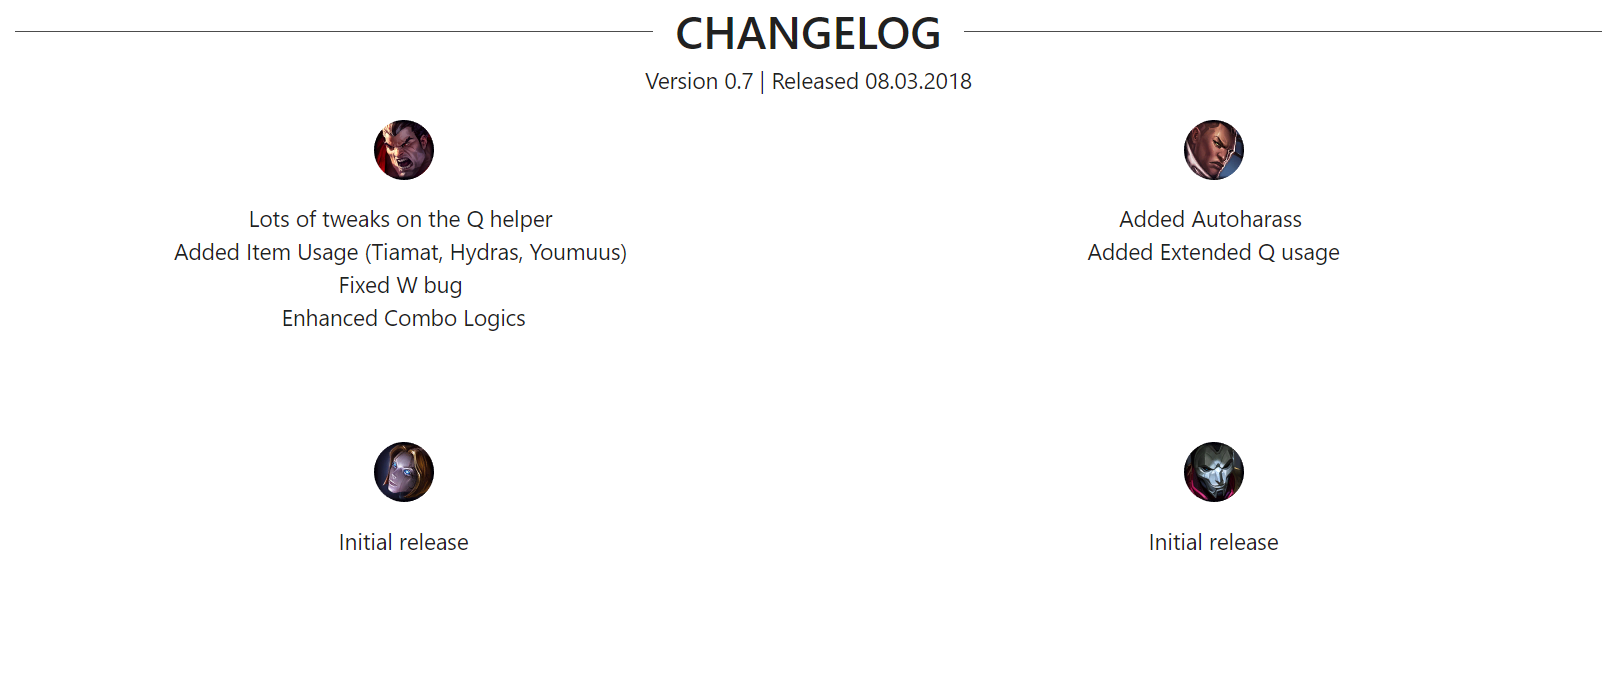 CHANGELOG
Version 0.7 | Released 08.03.2018
Lots of tweaks on the Q helper
Added Item Usage (Tiamat, Hydras, Youmuus)
Fixed W bug
Enhanced Combo Logics
Added Autoharass
Added Extended Q usage
Initial release
Initial release